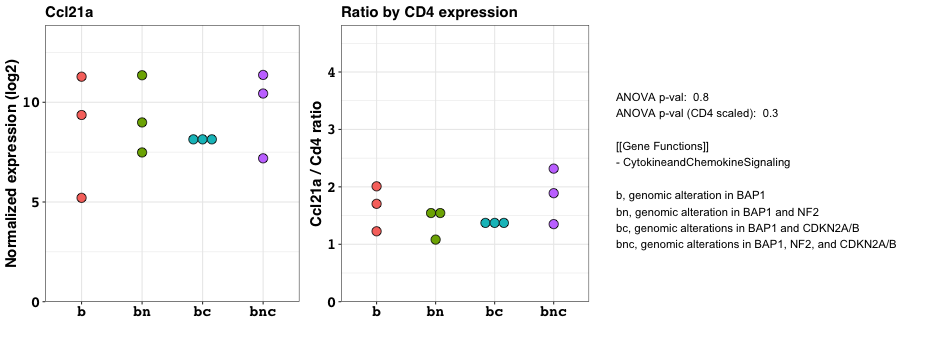 Ccl21a
Normalized expression (log2)
10
5
0
b bn bc bnc
Ratio by CD4 expression
Ccl21a / Cd4 ratio
4
3
2
1
0
b bn bc bnc
ANOVA p-val: 0.8
ANOVA p-val (CD4 scaled): 0.3
[[Gene Functions]]
- CytokineandChemokineSignaling
b, genomic alteration in BAP1
bn, genomic alteration in BAP1 and NF2
bc, genomic alterations in BAP1 and CDKN2A/B
bnc, genomic alterations in BAP1, NF2, and CDKN2A/B